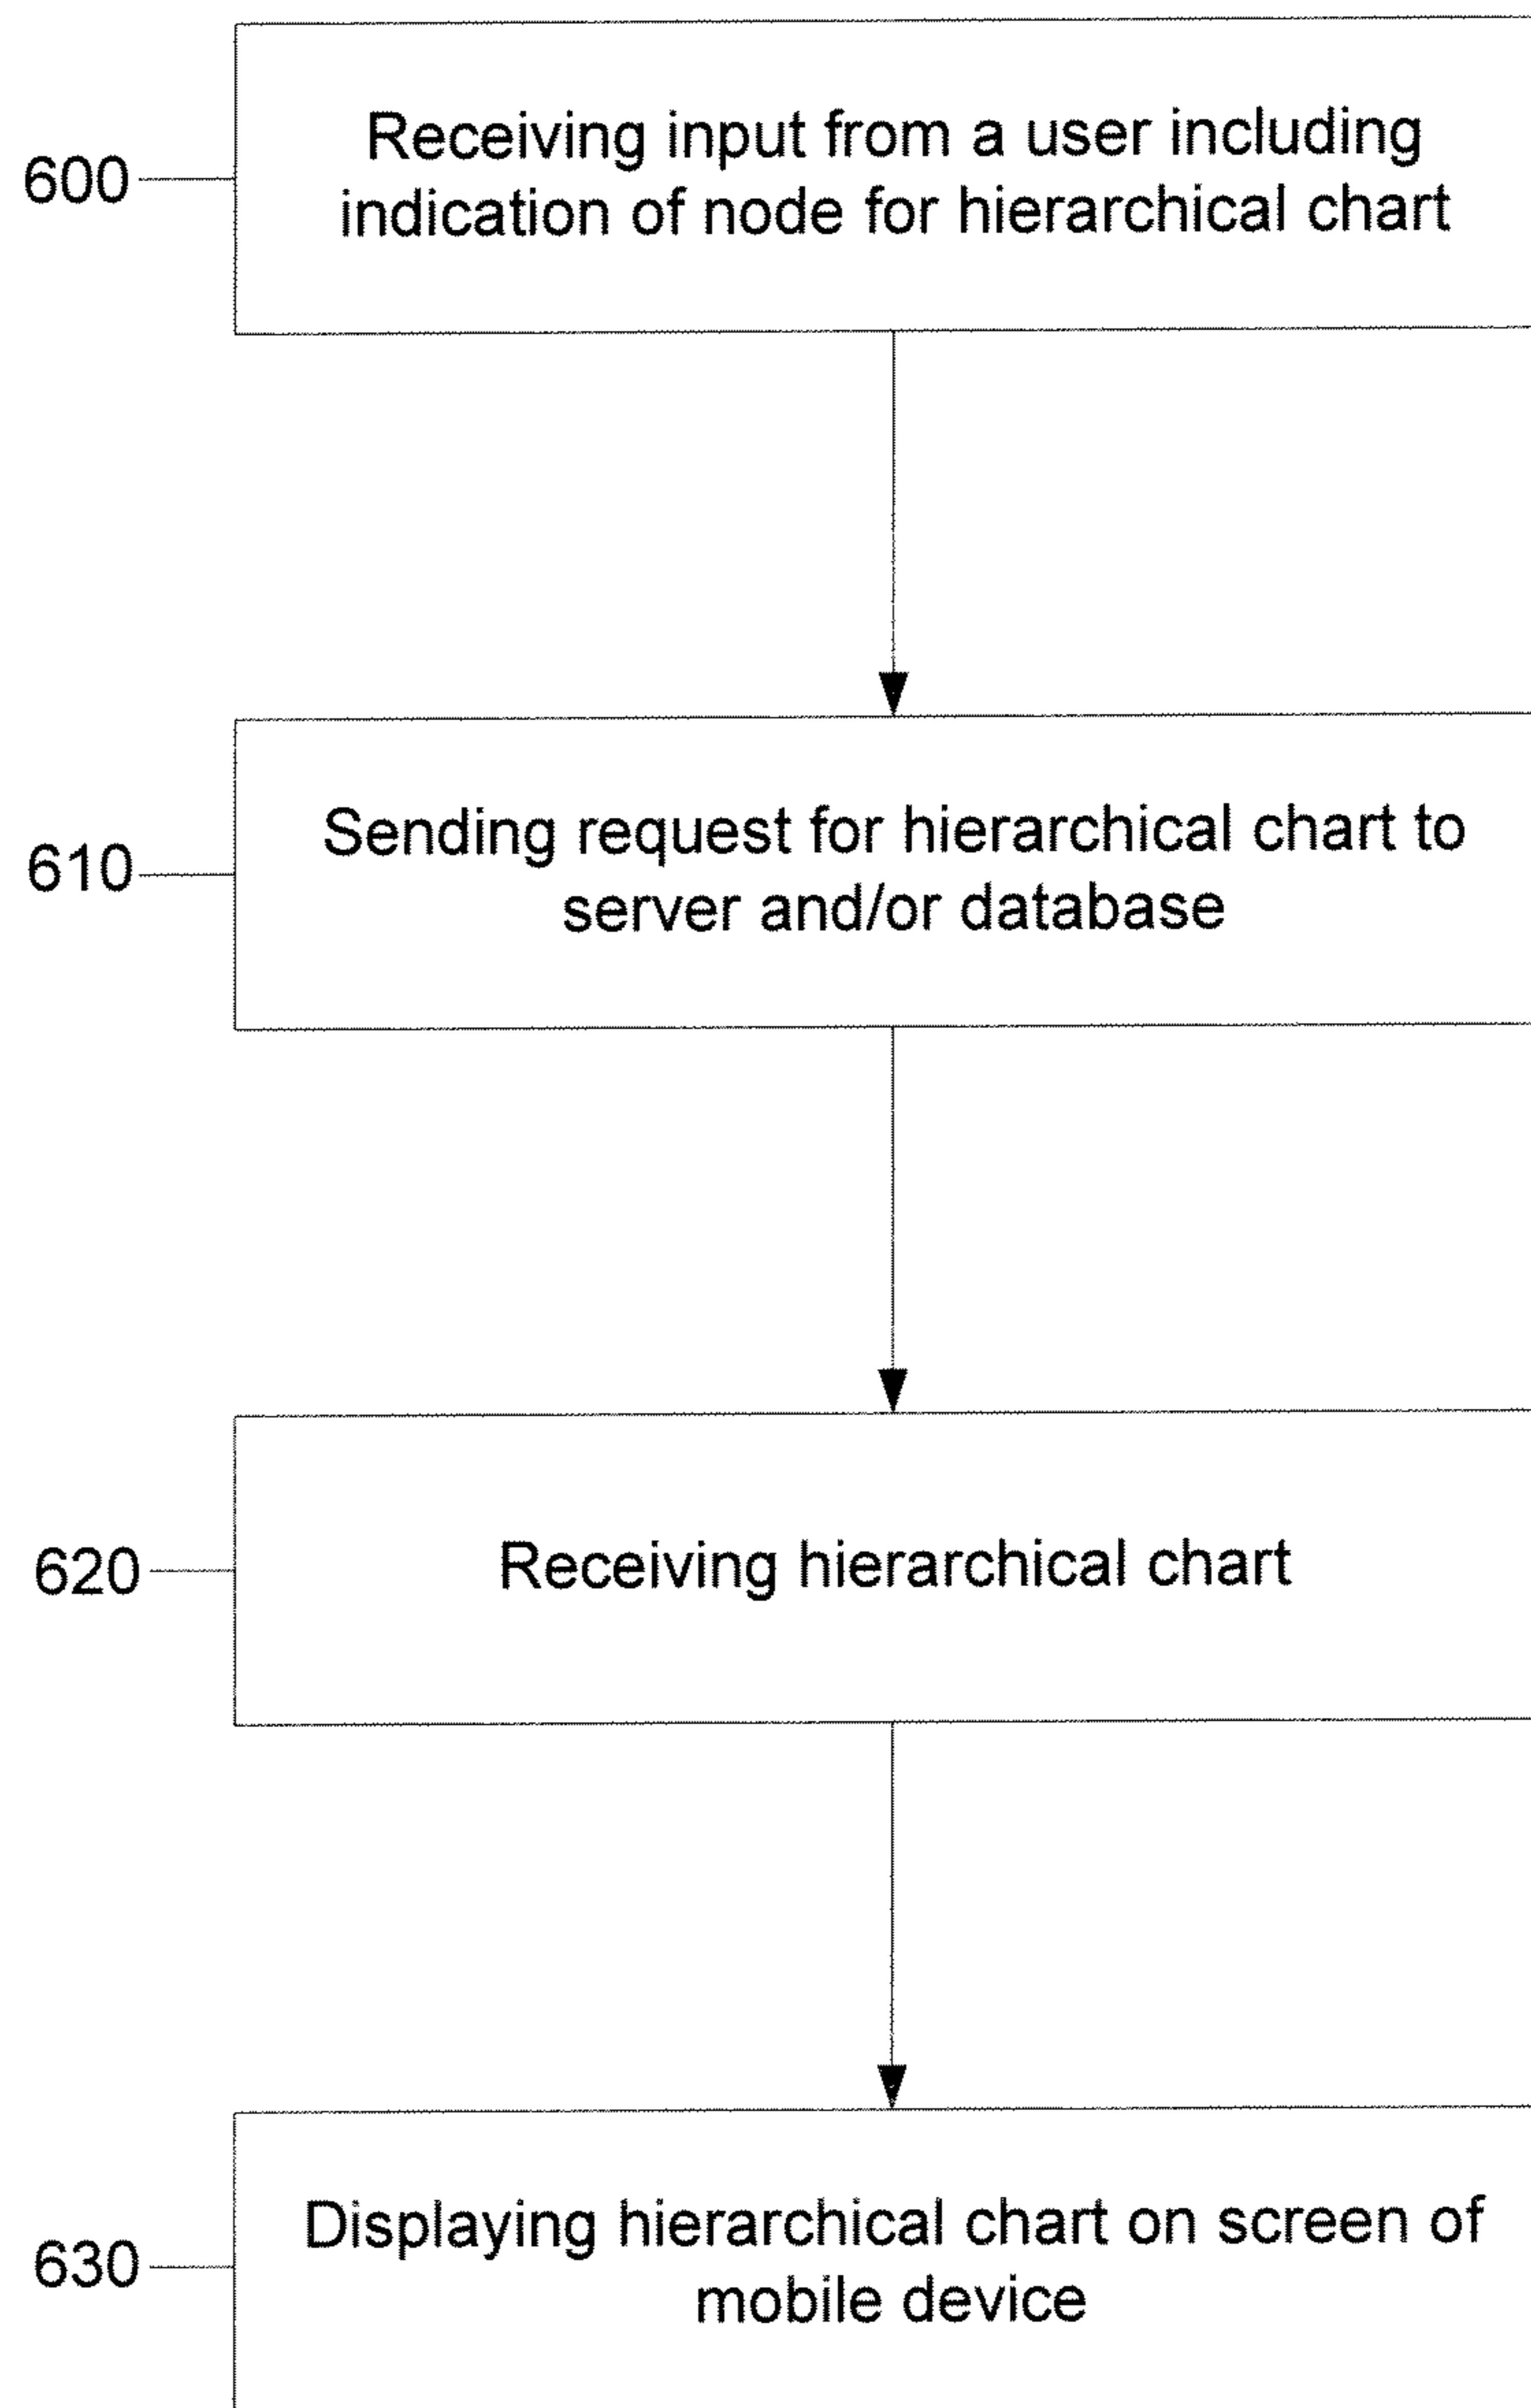 600
Receiving input from a user including
indication of node for hierarchical chart
610
Sending request for hierarchical chart to
server and/or database
620
Receiving hierarchical chart
630
Displaying hierarchical chart on screen of
mobile device